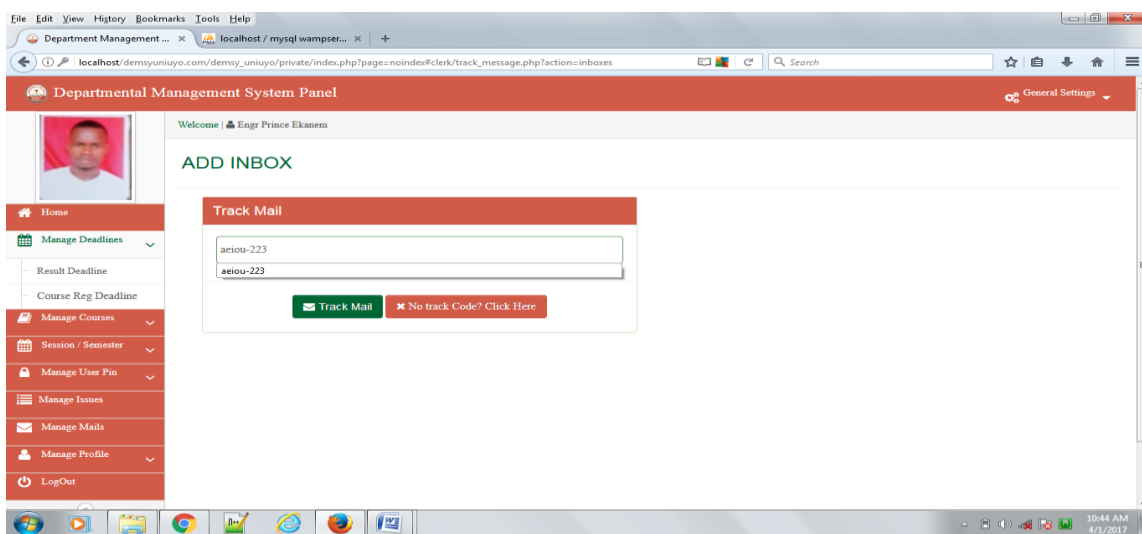 File Edit View History Bookmarks Tools Help
Department Management ... × localhost / mysql wampser... × +
localhost/demsyuniuyo.com/demsy_uniuyo/private/index.php?page=noindex#clerk/track_message.php?action=inboxes Search
Departmental Management System Panel General Settings
Welcome | Engr Prince Ekanem
ADD INBOX
Track Mail
aeiou-223
aeiou-223
Track Mail No track Code? Click Here
Home
Manage Deadlines
Result Deadline
Course Reg Deadline
Manage Courses
Session / Semester
Manage User Pin
Manage Issues
Manage Mails
Manage Profile
LogOut
10:44 AM
4/1/2017